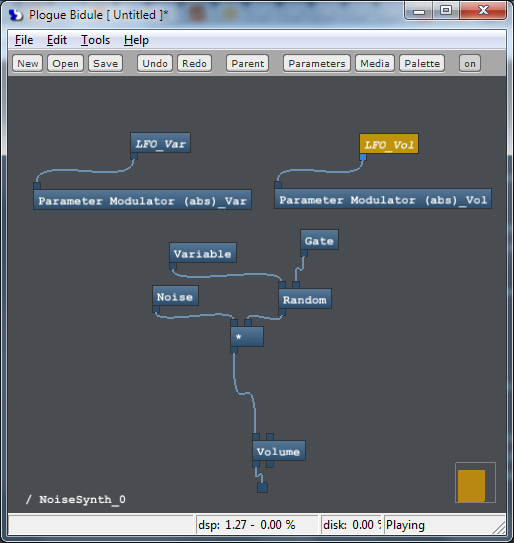 Plogue Bidule [ Untitled ]*
File Edit Tools Help
New Open Save Undo Redo Parent Parameters Media Palette on
LFO_Var LFO_Vol
Parameter Modulator (abs)_Var Parameter Modulator (abs)_Vol
Gate
Variable
Noise Random
*
Volume
/ NoiseSynth_0
dsp: 1.27 - 0.00 % disk: 0.00 % Playing